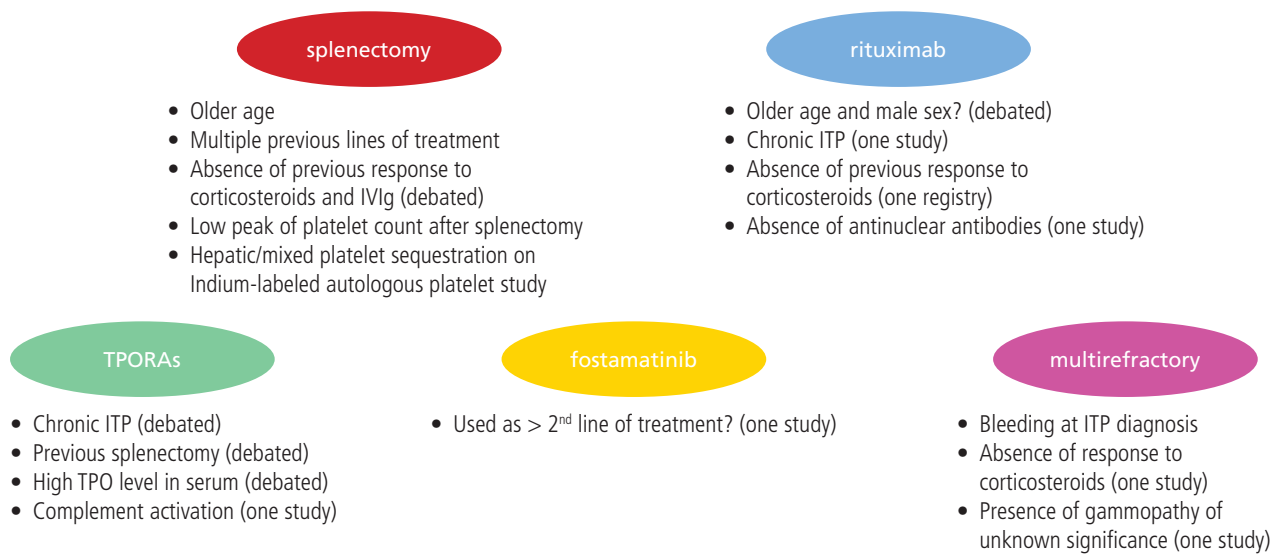 splenectomy
• Older age
• Multiple previous lines of treatment
• Absence of previous response to
corticosteroids and IVIg (debated)
• Low peak of platelet count after splenectomy
• Hepatic/mixed platelet sequestration on
Indium-labeled autologous platelet study
rituximab
• Older age and male sex? (debated)
• Chronic ITP (one study)
• Absence of previous response to
corticosteroids (one registry)
• Absence of antinuclear antibodies (one study)
TPORAs
• Chronic ITP (debated)
• Previous splenectomy (debated)
• High TPO level in serum (debated)
• Complement activation (one study)
fostamatinib
• Used as > 2nd line of treatment? (one study)
multirefractory
• Bleeding at ITP diagnosis
• Absence of response to
corticosteroids (one study)
• Presence of gammopathy of
unknown significance (one study)